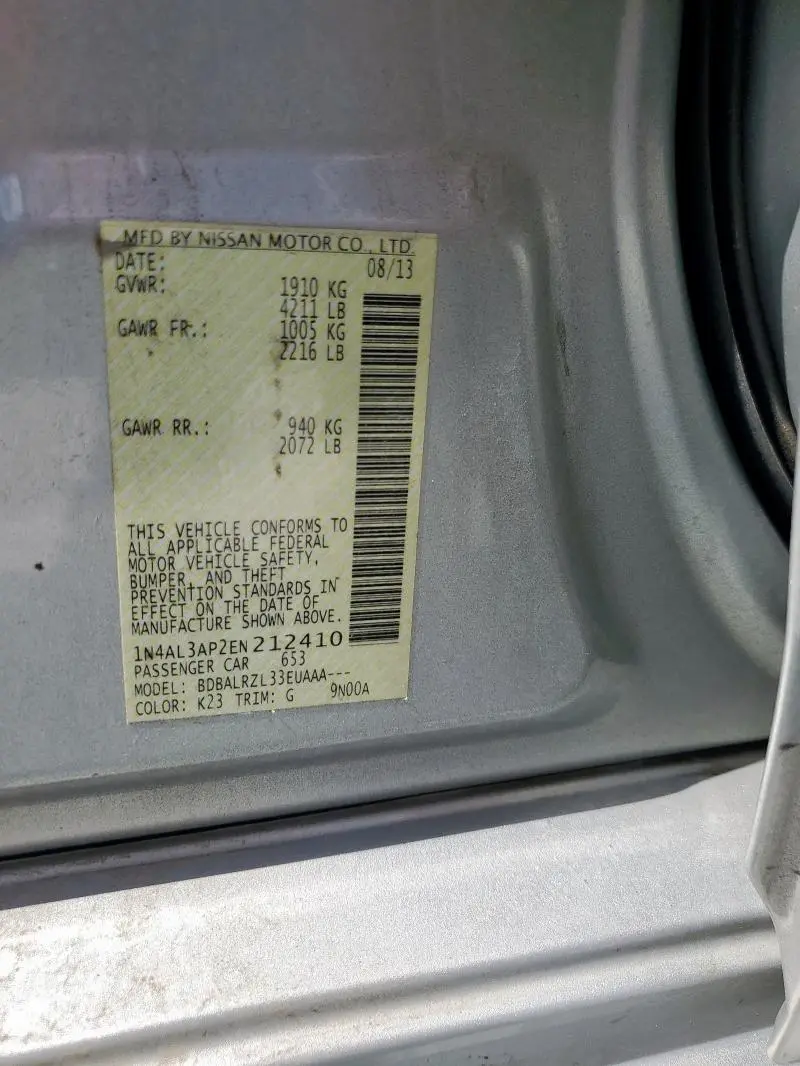 MFD BY NISSAN MOTOR CO., LTD.
DATE: 08/13
GVWR: 1910 KG
4211 LB
GAWR FR.: 1005 KG
2216 LB
GAWR RR.: 940 KG
2072 LB
THIS VEHICLE CONFORMS TO
ALL APPLICABLE FEDERAL
MOTOR VEHICLE SAFETY,
BUMPER, AND THEFT
PREVENTION STANDARDS IN
EFFECT ON THE DATE OF
MANUFACTURE SHOWN ABOVE.
1N4AL3AP2EN212410
PASSENGER CAR 653
MODEL: BDBALRZL33EUAAA---
COLOR: K23 TRIM: G 9N00A